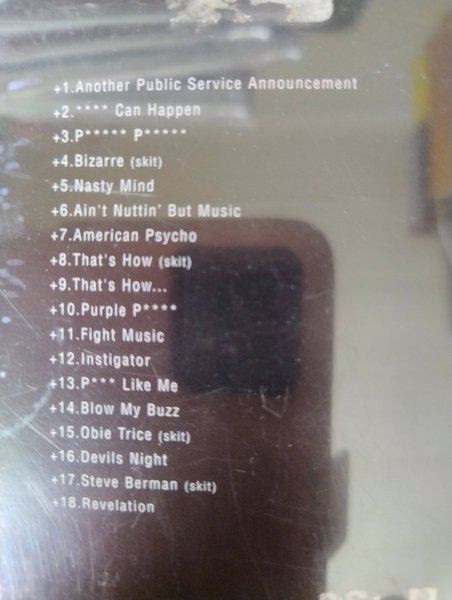 +1.Another Public Service Announcement
+2.**** Can Happen
+3.P***** P*****
+4.Bizarre (skit)
+5.Nasty Mind
+6.Ain't Nuttin' But Music
+7.American Psycho
+8.That's How (skit)
+9.That's How...
+10.Purple P****
+11.Fight Music
+12.Instigator
+13.P*** Like Me
+14.Blow My Buzz
+15.Obie Trice (skit)
+16.Devils Night
+17.Steve Berman (skit)
+18.Revelation